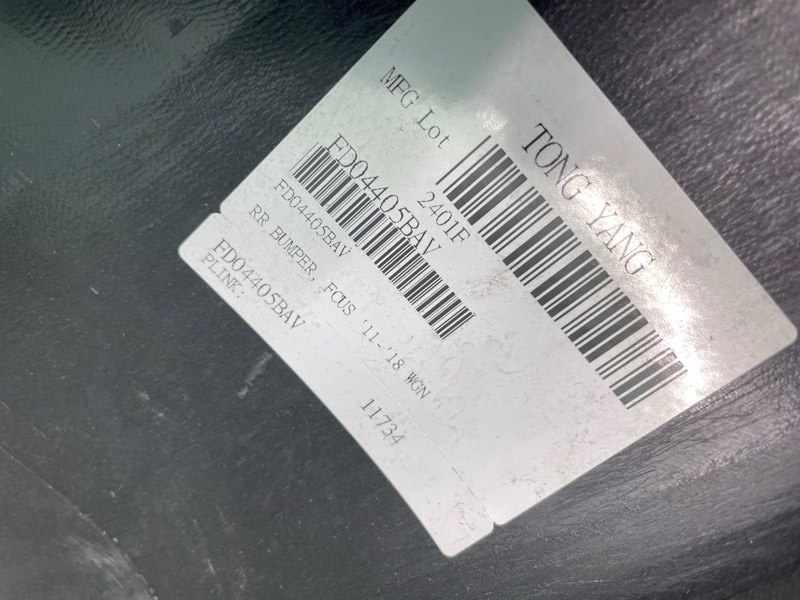 TONG YANG
MFG Lot
2401F
FD04405BAV
FD04405BAV
RR BUMPER, FCUS '11-'18 WGN
FD04405BAV
11734
PLINK: